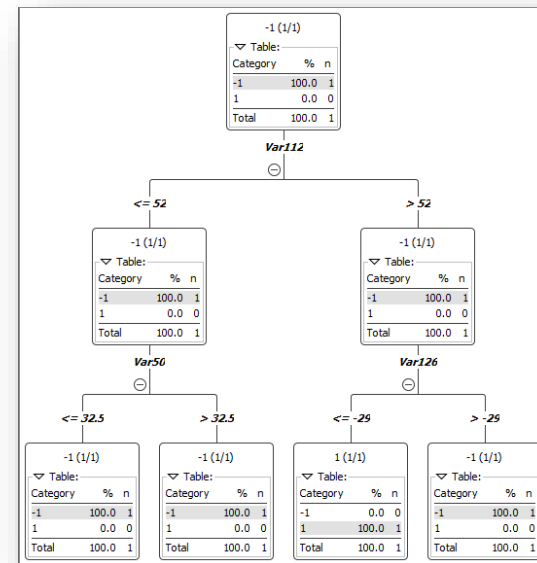 -1 (1/1)
Table:
Category % n
-1 100.0 1
1 0.0 0
Total 100.0 1
Var112
<= 52
> 52
-1 (1/1)
Table:
Category % n
-1 100.0 1
1 0.0 0
Total 100.0 1
-1 (1/1)
Table:
Category % n
-1 100.0 1
1 0.0 0
Total 100.0 1
Var50
Var126
<= 32.5
> 32.5
<= -29
> -29
-1 (1/1)
Table:
Category % n
-1 100.0 1
1 0.0 0
Total 100.0 1
-1 (1/1)
Table:
Category % n
-1 100.0 1
1 0.0 0
Total 100.0 1
1 (1/1)
Table:
Category % n
-1 0.0 0
1 100.0 1
Total 100.0 1
-1 (1/1)
Table:
Category % n
-1 100.0 1
1 0.0 0
Total 100.0 1